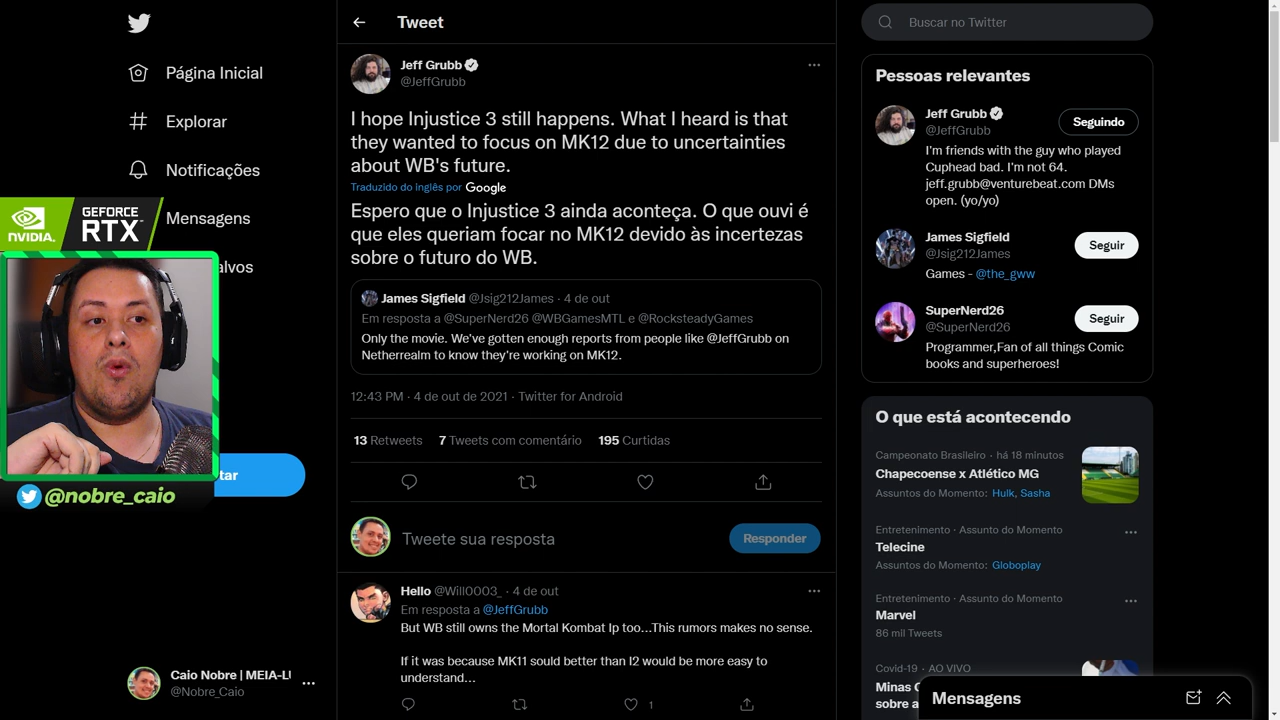 Tweet
Buscar no Twitter
Página Inicial
Explorar
Notificações
Mensagens
alvos
tar
NVIDIA.
GEFORCE
RTX
@nobre_caio
Caio Nobre | MEIA-LU
@Nobre_Caio
Jeff Grubb
@JeffGrubb
I hope Injustice 3 still happens. What I heard is that
they wanted to focus on MK12 due to uncertainties
about WB's future.
Traduzido do inglês por Google
Espero que o Injustice 3 ainda aconteça. O que ouvi é
que eles queriam focar no MK12 devido às incertezas
sobre o futuro do WB.
James Sigfield @Jsig212James · 4 de out
Em resposta a @SuperNerd26 @WBGamesMTL e @RocksteadyGames
Only the movie. We've gotten enough reports from people like @JeffGrubb on
Netherrealm to know they're working on MK12.
12:43 PM · 4 de out de 2021 · Twitter for Android
13 Retweets 7 Tweets com comentário 195 Curtidas
Tweete sua resposta
Responder
Hello @Will0003_ · 4 de out
Em resposta a @JeffGrubb
But WB still owns the Mortal Kombat Ip too...This rumors makes no sense.
If it was because MK11 sould better than I2 would be more easy to
understand...
1
Pessoas relevantes
Jeff Grubb
@JeffGrubb
Seguindo
I'm friends with the guy who played
Cuphead bad. I'm not 64.
jeff.grubb@venturebeat.com DMs
open. (yo/yo)
James Sigfield
@Jsig212James
Seguir
Games - @the_gww
SuperNerd26
@SuperNerd26
Seguir
Programmer,Fan of all things Comic
books and superheroes!
O que está acontecendo
Campeonato Brasileiro · há 18 minutos
Chapecoense x Atlético MG
Assuntos do Momento: Hulk, Sasha
Entretenimento · Assunto do Momento
Telecine
Assuntos do Momento: Globoplay
Entretenimento · Assunto do Momento
Marvel
86 mil Tweets
Covid-19 · AO VIVO
Minas
sobre a
Mensagens